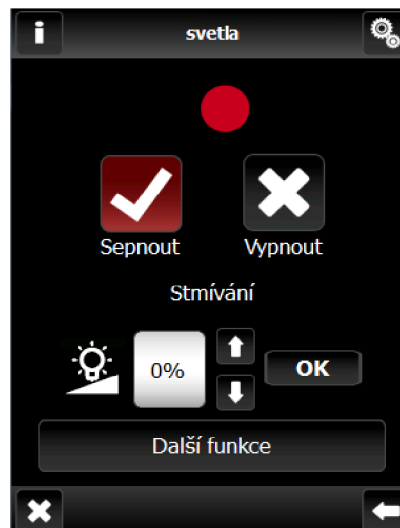 i
svetla
Sepnout
Vypnout
Stmívání
0%
OK
Další funkce